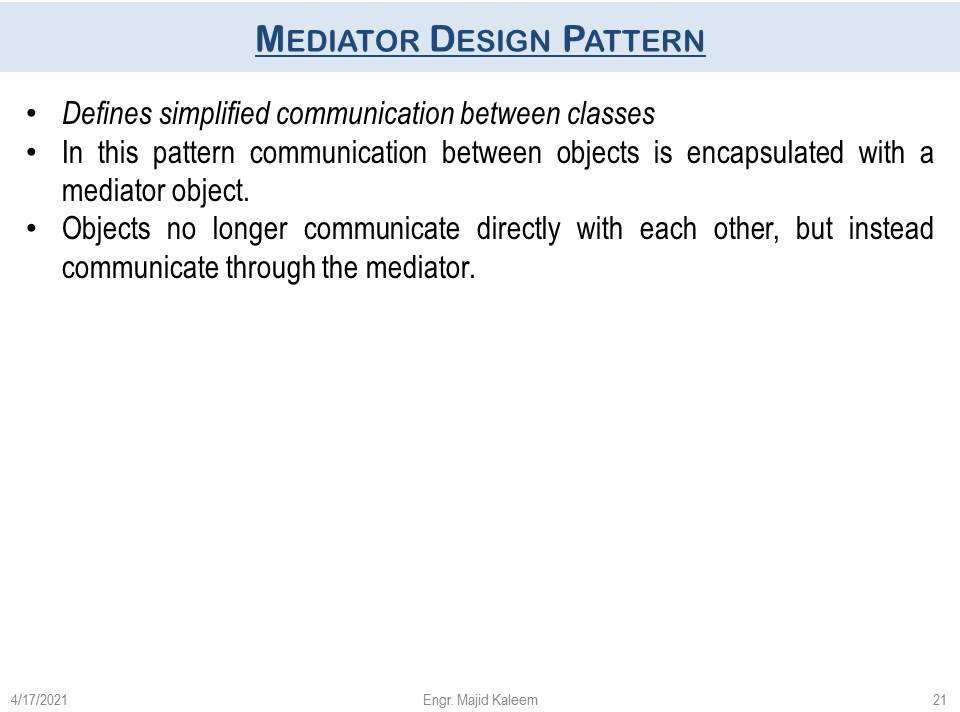 MEDIATOR DESIGN PATTERN
• Defines simplified communication between classes
• In this pattern communication between objects is encapsulated with a
mediator object.
• Objects no longer communicate directly with each other, but instead
communicate through the mediator.
4/17/2021 Engr. Majid Kaleem 21